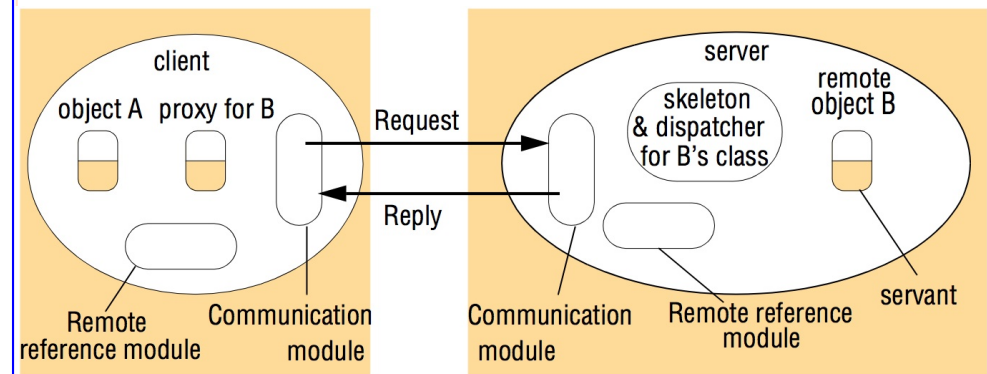 client
object A
proxy for B
Request
Reply
Remote
reference module
Communication
module
server
skeleton
& dispatcher
for B's class
remote
object B
Communication
module
Remote reference
module
servant